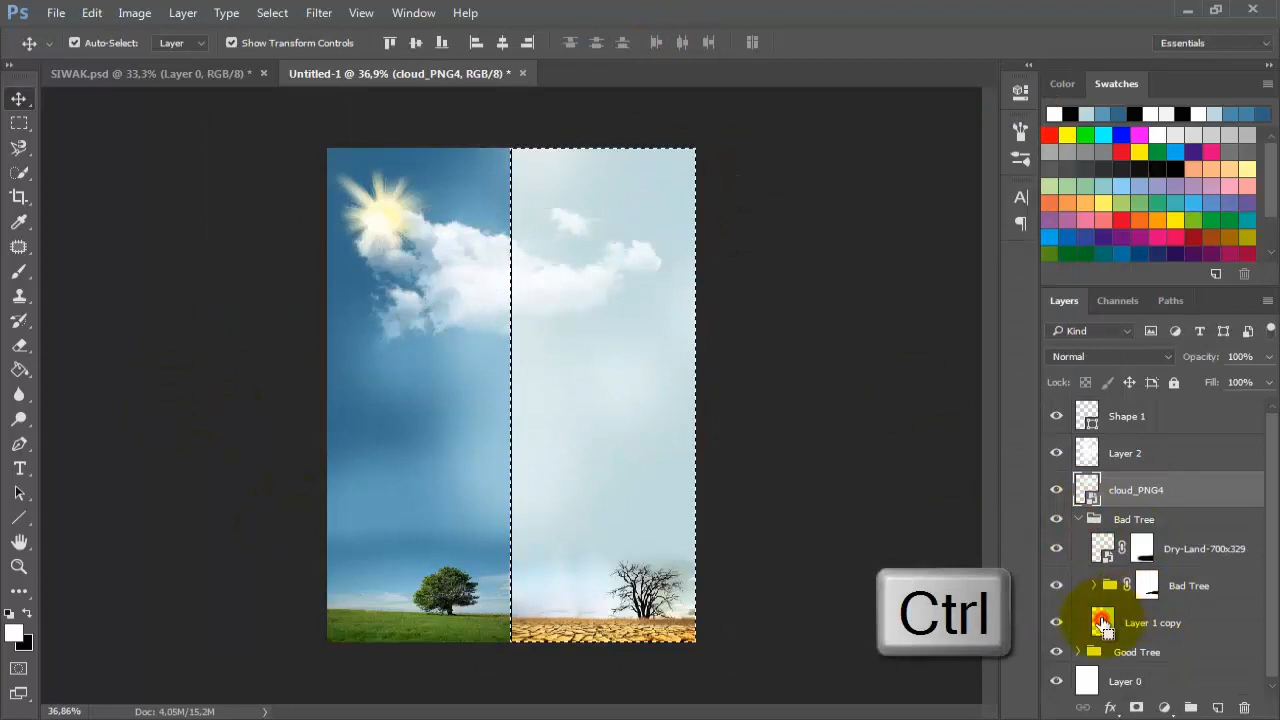 Ps File Edit Image Layer Type Select Filter View Window Help
Auto-Select: Layer Show Transform Controls Essentials
SIWAK.psd @ 33,3% (Layer 0, RGB/8) * × Untitled-1 @ 36,9% (cloud_PNG4, RGB/8) * ×
Color Swatches
Layers Channels Paths
Kind
Normal Opacity: 100%
Lock: Fill: 100%
Shape 1
Layer 2
cloud_PNG4
Bad Tree
Dry-Land-700x329
Bad Tree
Layer 1 copy
Good Tree
Layer 0
Ctrl
36,86% Doc: 4,05M/15,2M